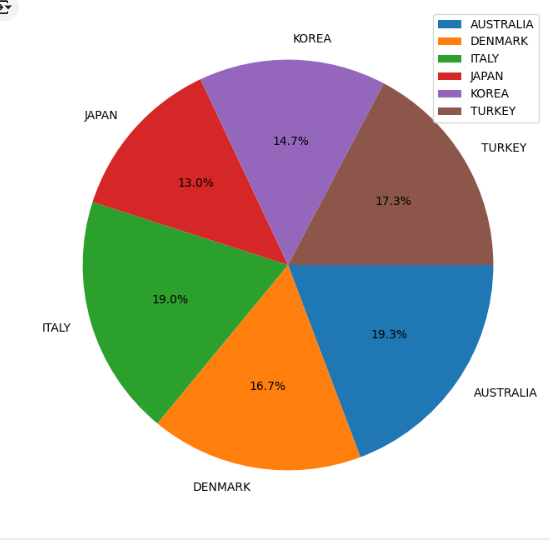 AUSTRALIA
DENMARK
ITALY
JAPAN
KOREA
TURKEY
KOREA
JAPAN
TURKEY
14.7%
13.0%
17.3%
19.0%
19.3%
ITALY
16.7%
AUSTRALIA
DENMARK